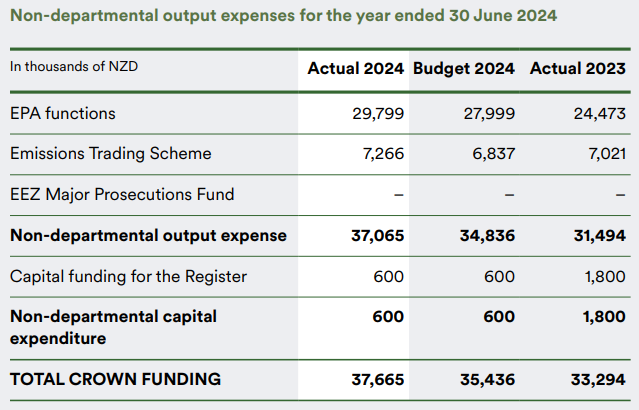 Non-departmental output expenses for the year ended 30 June 2024
In thousands of NZD Actual 2024 Budget 2024 Actual 2023
EPA functions 29,799 27,999 24,473
Emissions Trading Scheme 7,266 6,837 7,021
EEZ Major Prosecutions Fund – – –
Non-departmental output expense 37,065 34,836 31,494
Capital funding for the Register 600 600 1,800
Non-departmental capital
expenditure 600 600 1,800
TOTAL CROWN FUNDING 37,665 35,436 33,294